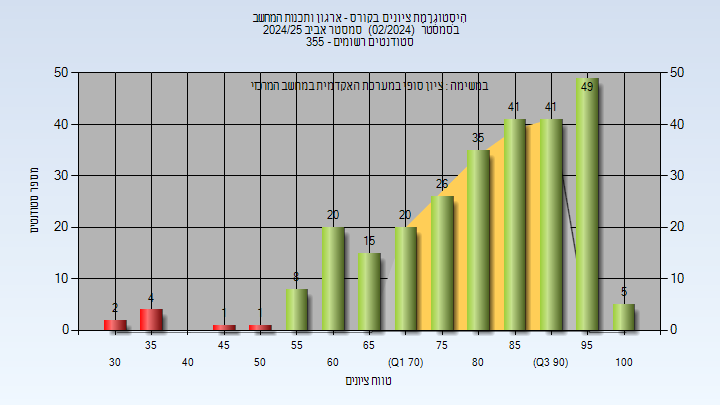 היסטוגרמת ציונים בקורס - ארגון ותכנות המחשב
בסמסטר (02/2024) סמסטר אביב 2024/25
סטודנטים רשומים - 355
במשימה : ציון סופי במערכת האקדמית במחשב המרכזי
מספר סטודנטים
50 50
40 40
30 30
20 20
10 10
0 0
2 4 1 1 8 20 15 20 26 35 41 41 49 5
35 45 55 65 75 85 95
30 40 50 60 (Q1 70) 80 (Q3 90) 100
טווח ציונים